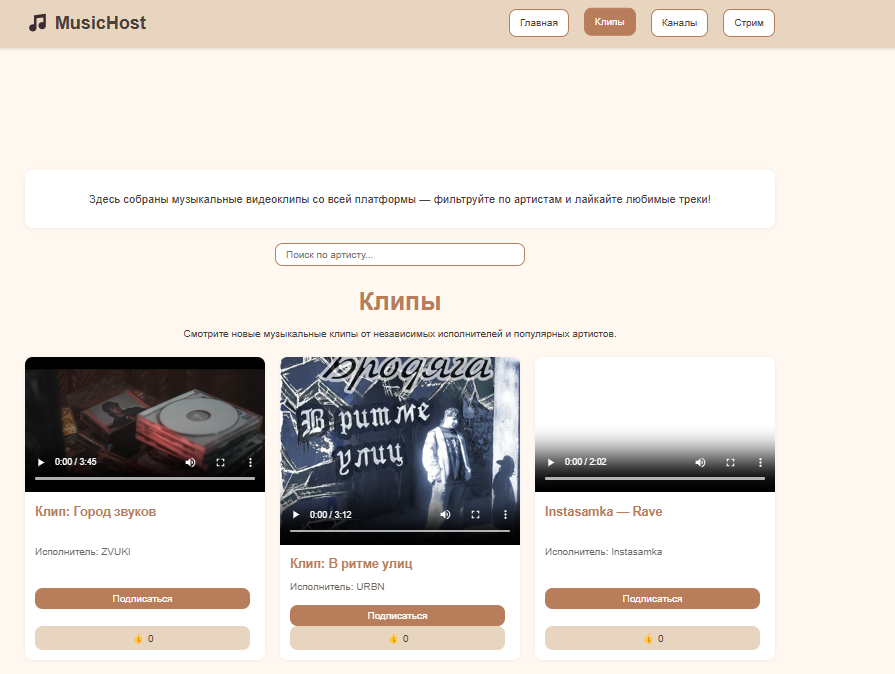 MusicHost
Главная
Клипы
Каналы
Стрим
Здесь собраны музыкальные видеоклипы со всей платформы — фильтруйте по артистам и лайкайте любимые треки!
Поиск по артисту...
Клипы
Смотрите новые музыкальные клипы от независимых исполнителей и популярных артистов.
0:00 / 3:45
Клип: Город звуков
Исполнитель: ZVUKI
Подписаться
👍 0
Бродяга
В ритме
улиц
0:00 / 3:12
Клип: В ритме улиц
Исполнитель: URBN
Подписаться
👍 0
0:00 / 2:02
Instasamka — Rave
Исполнитель: Instasamka
Подписаться
👍 0